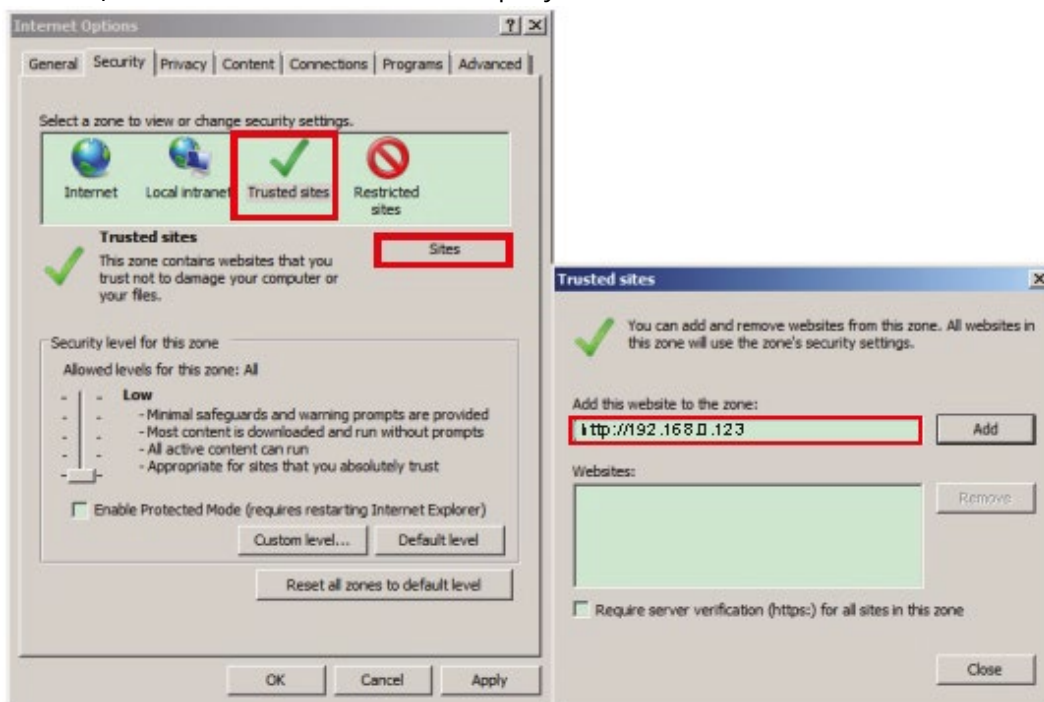 Internet Options
General Security Privacy Content Connections Programs Advanced
Select a zone to view or change security settings.
Internet Local intranet Trusted sites Restricted sites
Trusted sites
Sites
This zone contains websites that you
trust not to damage your computer or
your files.
Security level for this zone
Allowed levels for this zone: All
Low
- Minimal safeguards and warning prompts are provided
- Most content is downloaded and run without prompts
- All active content can run
- Appropriate for sites that you absolutely trust
Enable Protected Mode (requires restarting Internet Explorer)
Custom level... Default level
Reset all zones to default level
OK Cancel Apply
Trusted sites
You can add and remove websites from this zone. All websites in
this zone will use the zone's security settings.
Add this website to the zone:
http://192.168.0.123 Add
Websites:
Remove
Require server verification (https:) for all sites in this zone
Close